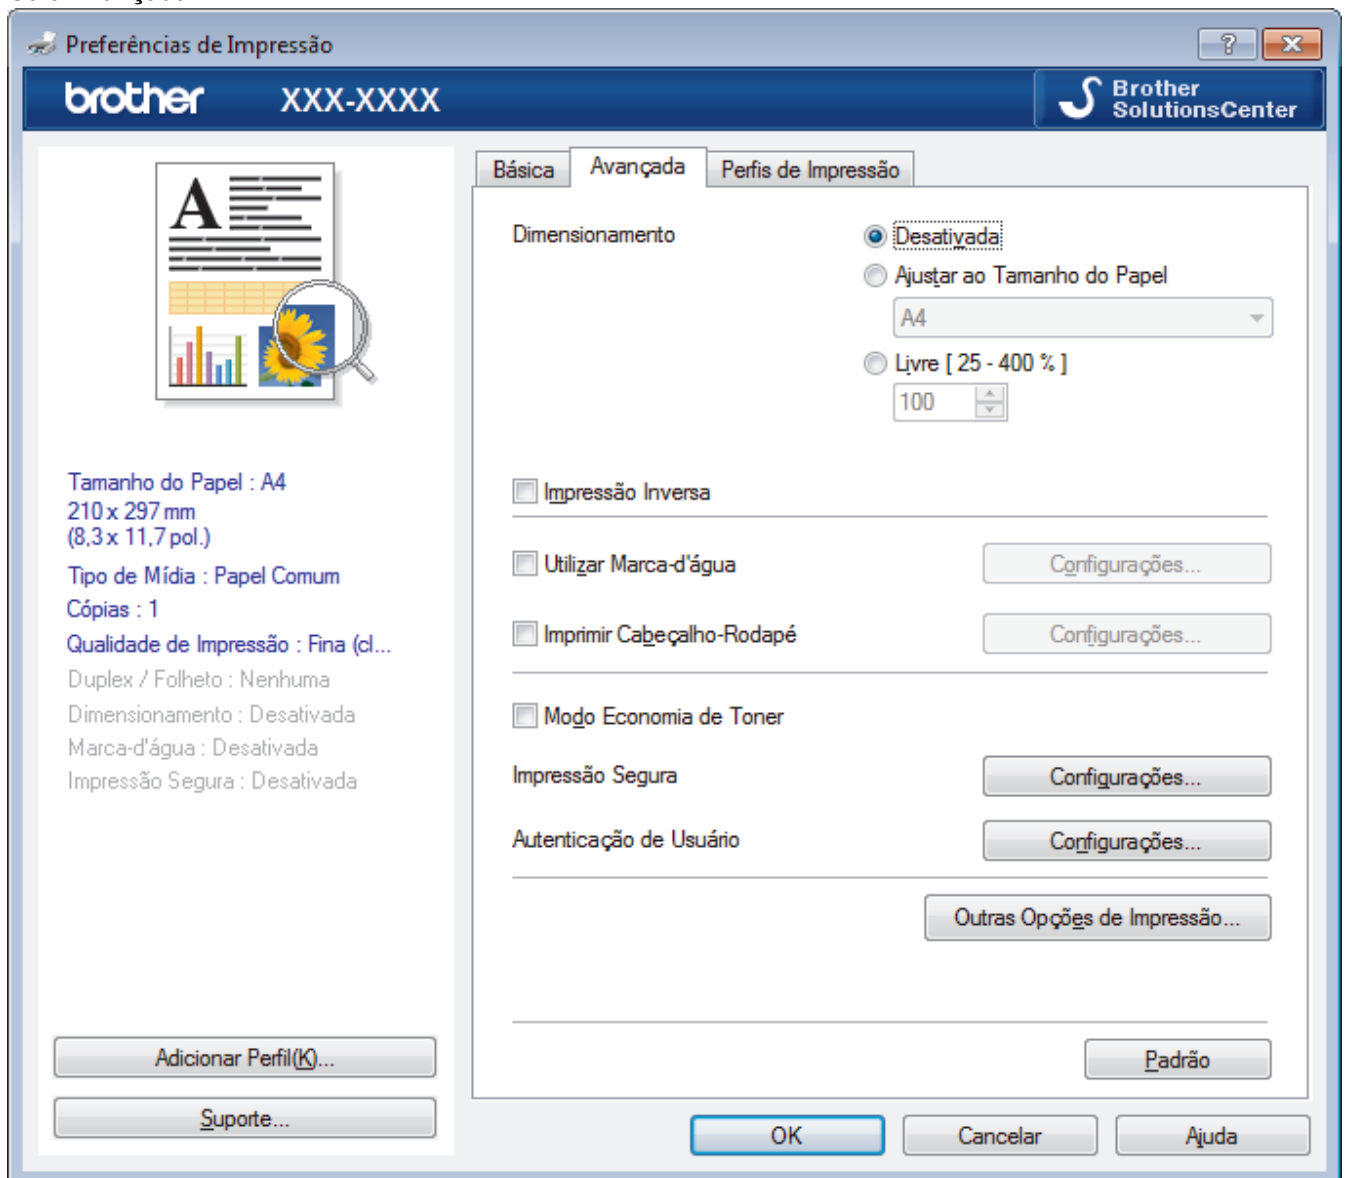 Preferências de Impressão
brother XXX-XXXX
Brother
SolutionsCenter
A
Tamanho do Papel : A4
210 x 297 mm
(8,3 x 11,7 pol.)
Tipo de Mídia : Papel Comum
Cópias : 1
Qualidade de Impressão : Fina (cl...
Duplex / Folheto : Nenhuma
Dimensionamento : Desativada
Marca-d'água : Desativada
Impressão Segura : Desativada
Adicionar Perfil(K)...
Suporte...
Básica Avançada Perfis de Impressão
Dimensionamento Desativada
Ajustar ao Tamanho do Papel
A4
Livre [ 25 - 400 % ]
100
Impressão Inversa
Utilizar Marca-d'água Configurações...
Imprimir Cabeçalho-Rodapé Configurações...
Modo Economia de Toner
Impressão Segura Configurações...
Autenticação de Usuário Configurações...
Outras Opções de Impressão...
Padrão
OK Cancelar Ajuda